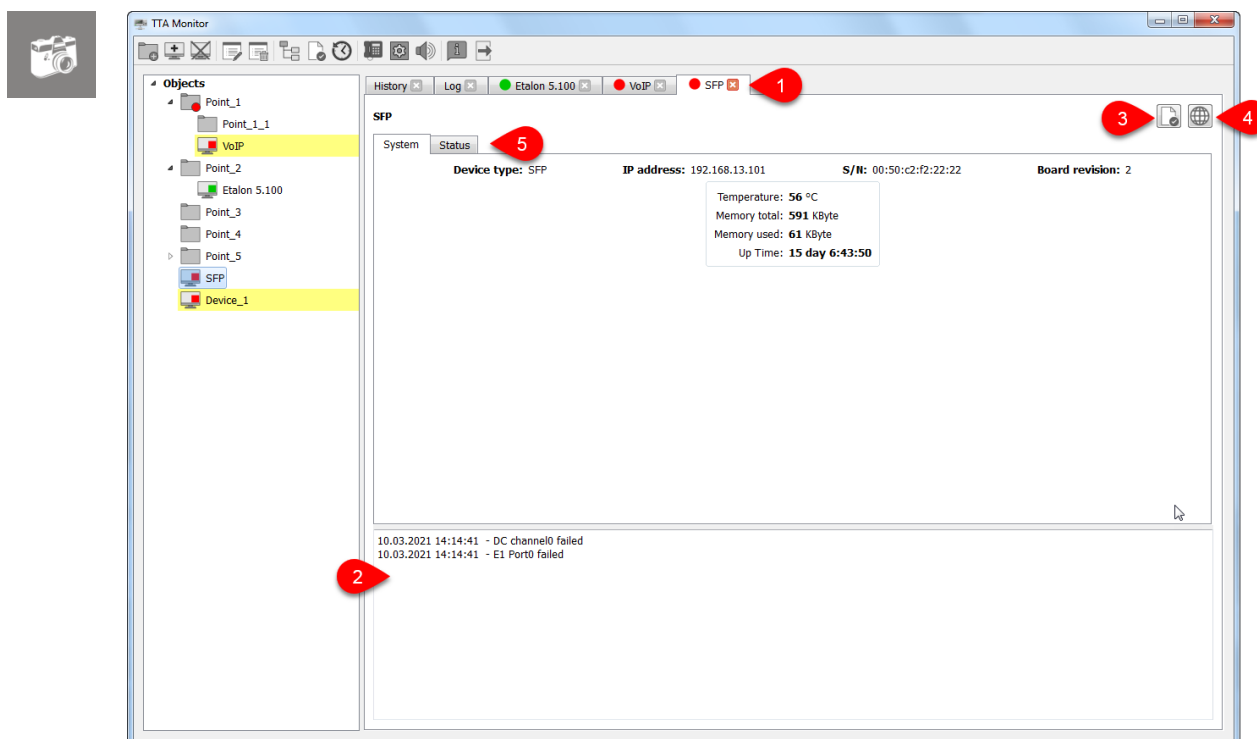 TTA Monitor
Objects
Point_1
Point_1_1
VoIP
Point_2
Etalon 5.100
Point_3
Point_4
Point_5
SFP
Device_1
History Log Etalon 5.100 VoIP SFP
1
SFP
3
4
System Status
5
Device type: SFP IP address: 192.168.13.101 S/N: 00:50:c2:f2:22:22 Board revision: 2
Temperature: 56 °C
Memory total: 591 KByte
Memory used: 61 KByte
Up Time: 15 day 6:43:50
10.03.2021 14:14:41 - DC channel0 failed
10.03.2021 14:14:41 - E1 Port0 failed
2